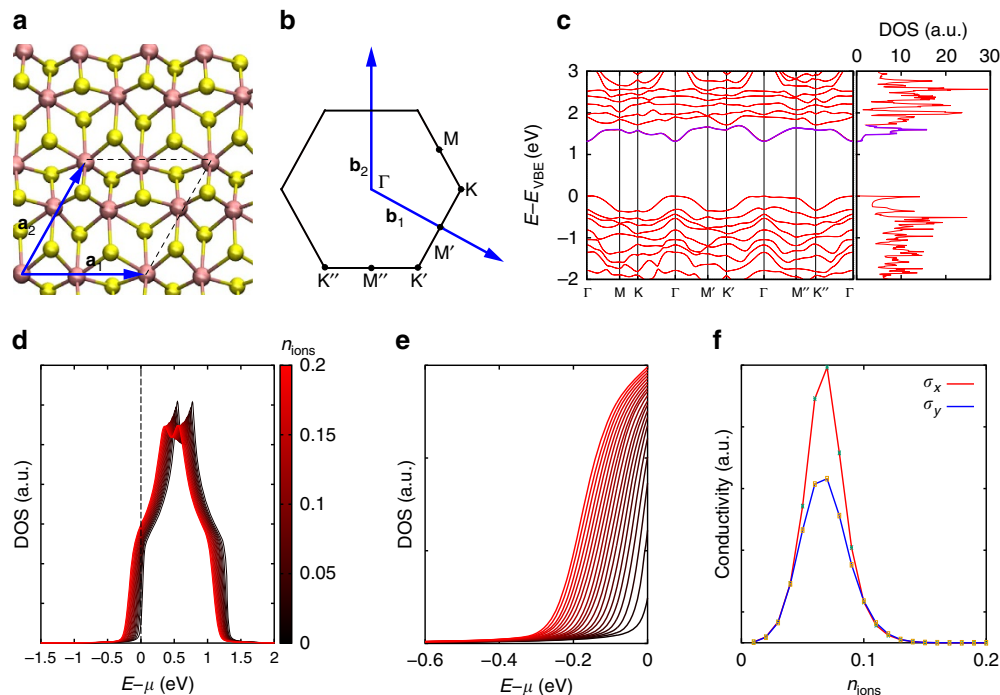 a
a₂
a₁
b
b₂
Γ
b₁
M
K
M′
K′′
M′′
K′
c
DOS (a.u.)
0 10 20 30
E–E_VBE (eV)
3
2
1
0
–1
–2
Γ M K Γ M′ K′ Γ M′′ K′′ Γ
d
n_ions
0.2
0.15
0.1
0.05
0
DOS (a.u.)
–1.5 –1 –0.5 0 0.5 1 1.5 2
E–μ (eV)
e
DOS (a.u.)
–0.6 –0.4 –0.2 0
E–μ (eV)
f
σ_x
σ_y
Conductivity (a.u.)
0 0.1 0.2
n_ions